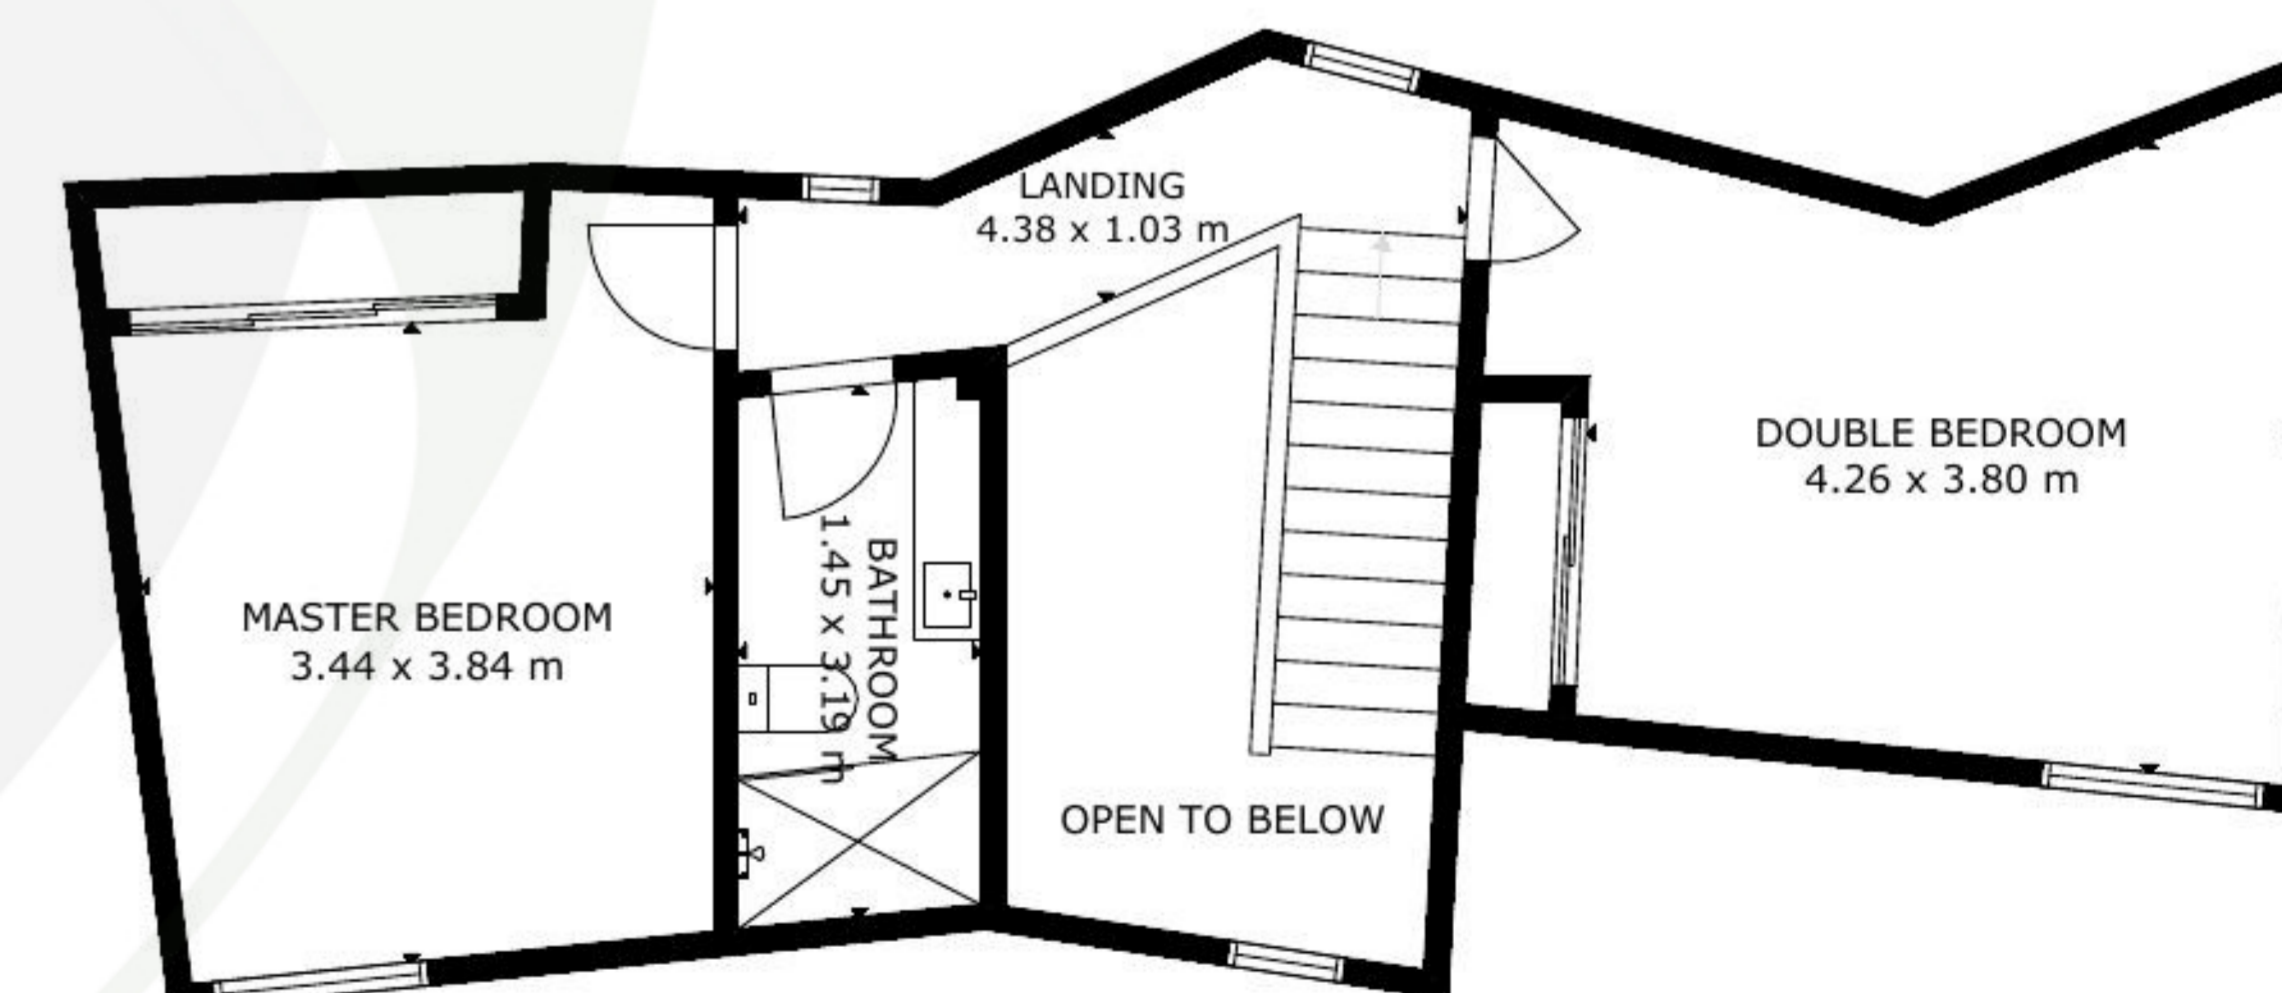 LANDING
4.38 x 1.03 m
MASTER BEDROOM
3.44 x 3.84 m
BATHROOM
1.45 x 3.19 m
OPEN TO BELOW
DOUBLE BEDROOM
4.26 x 3.80 m